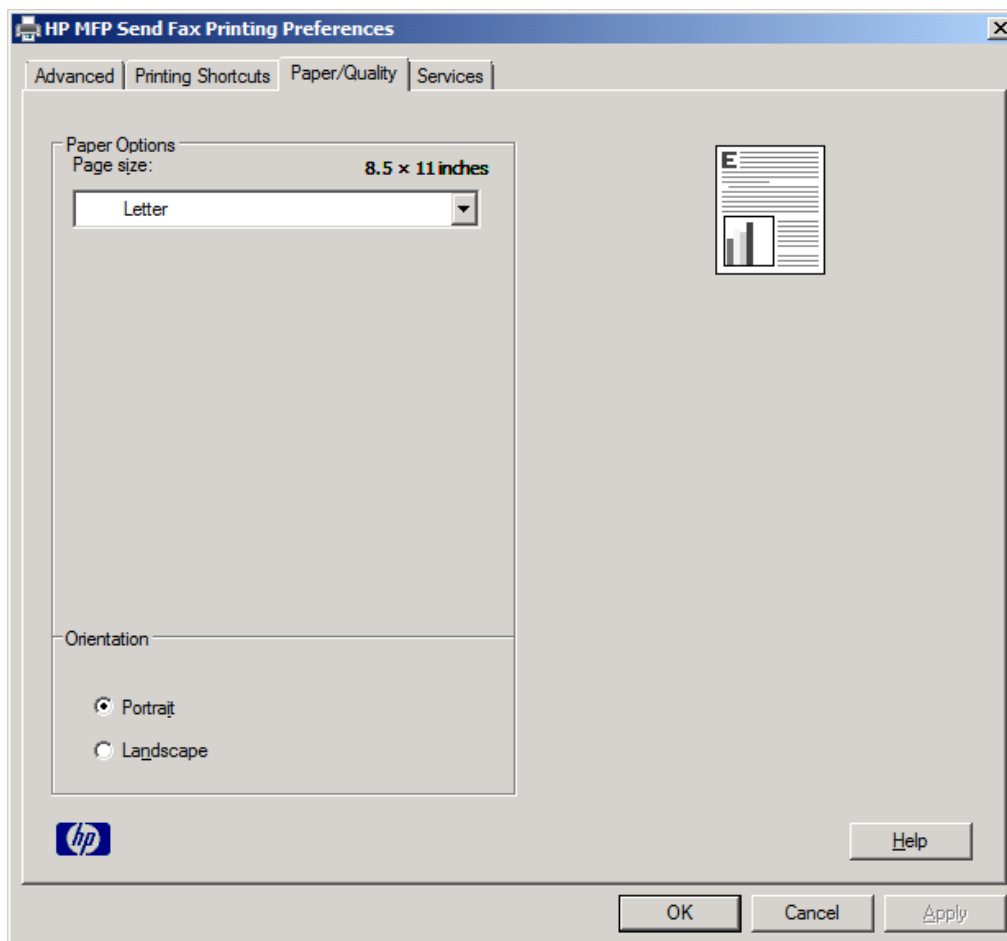 HP MFP Send Fax Printing Preferences
Advanced Printing Shortcuts Paper/Quality Services
Paper Options
Page size: 8.5 × 11 inches
Letter
E
Orientation
Portrait
Landscape
hp
Help
OK Cancel Apply